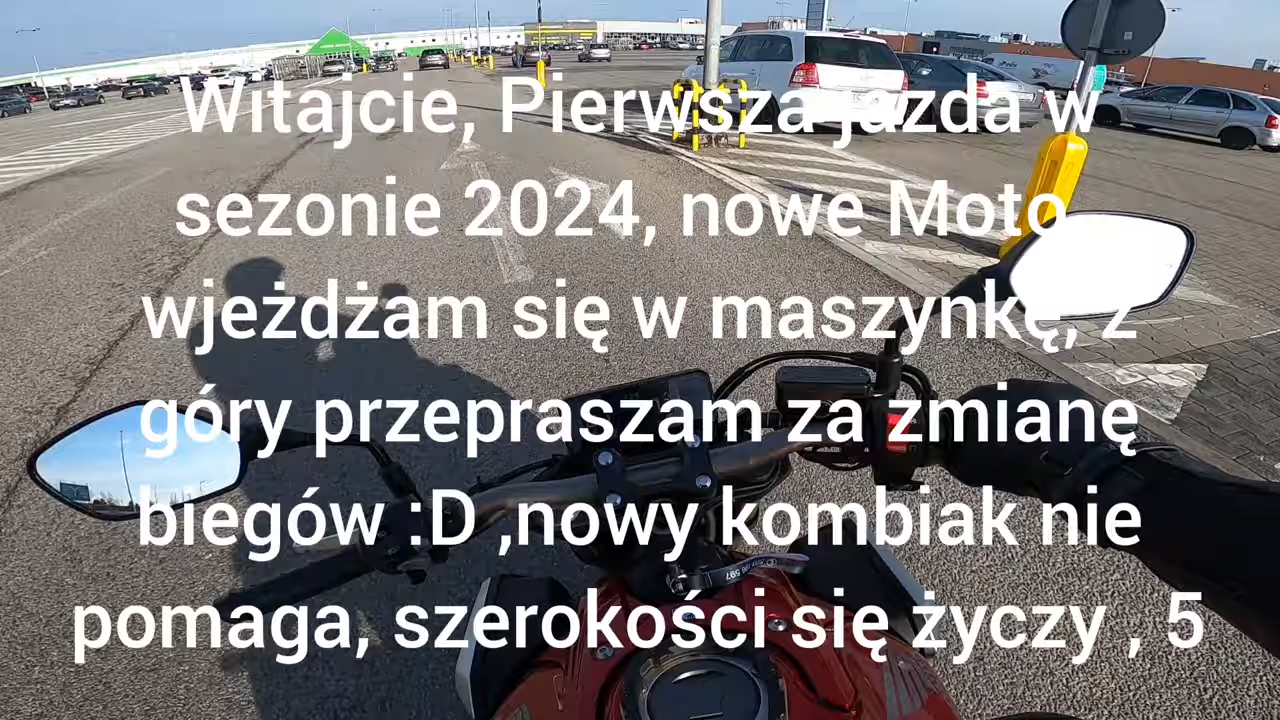 Witajcie, Pierwsza jazda w
sezonie 2024, nowe Moto,
wjeżdżam się w maszynkę, z
góry przepraszam za zmianę
biegów :D ,nowy kombiak nie
pomaga, szerokości się życzy , 5
597